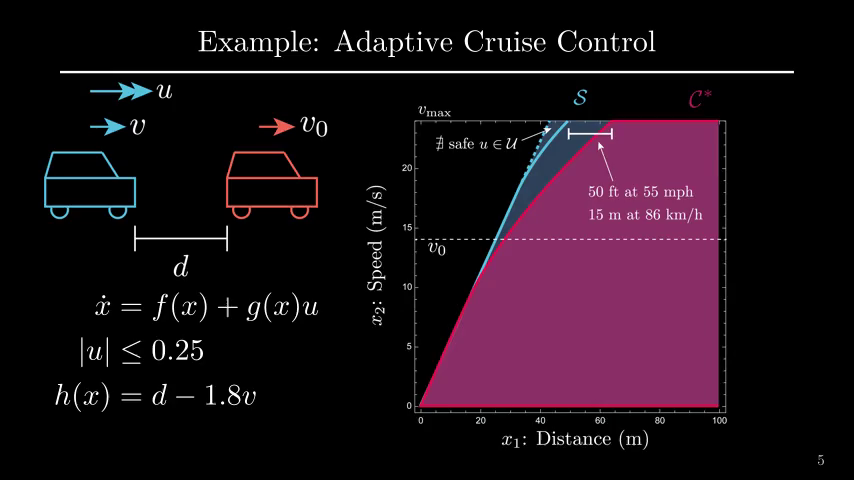 Example: Adaptive Cruise Control
u
v
v₀
d
ẋ = f(x) + g(x)u
|u| ≤ 0.25
h(x) = d − 1.8v
S
C*
v_max
∄ safe u ∈ U
50 ft at 55 mph
15 m at 86 km/h
v₀
20
15
10
5
0
0 20 40 60 80 100
x₂: Speed (m/s)
x₁: Distance (m)
5